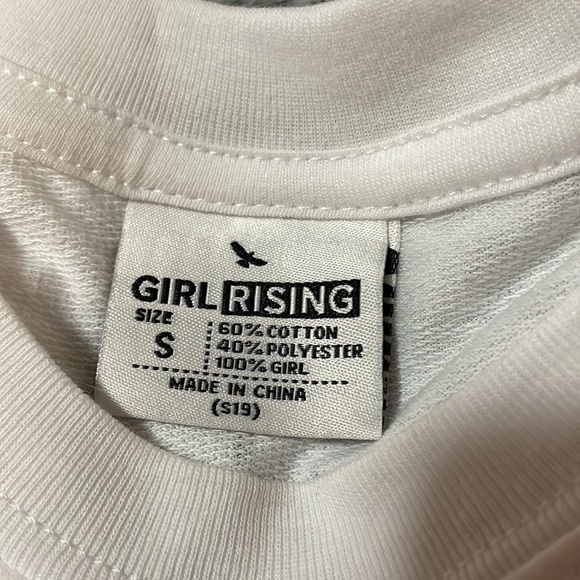 GIRL RISING
SIZE
S
60% COTTON
40% POLYESTER
100% GIRL
MADE IN CHINA
(S19)